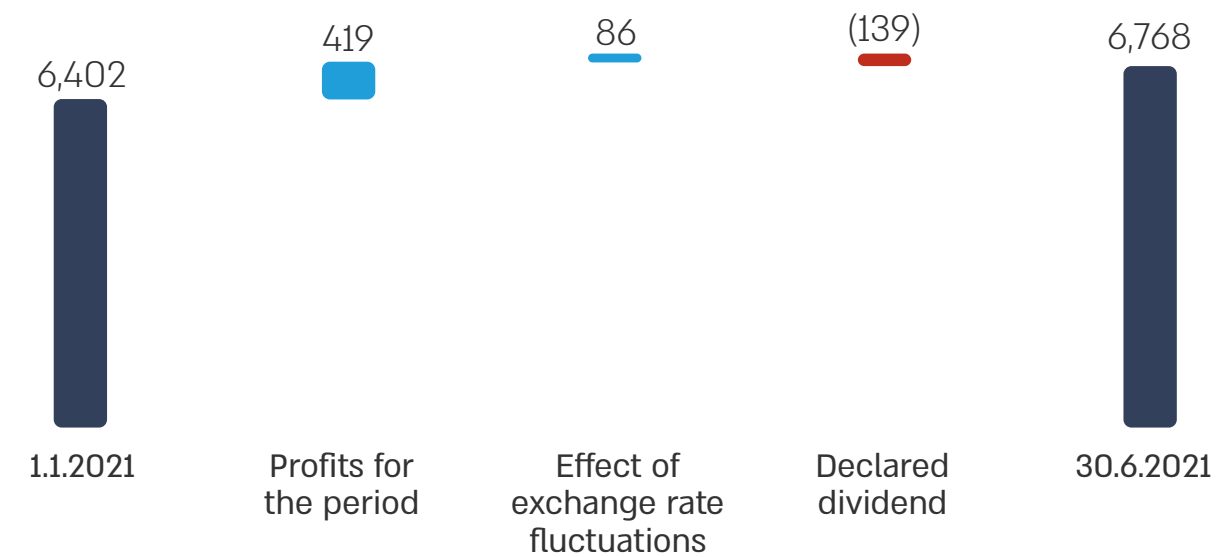 6,402
419
86
(139)
6,768
1.1.2021
Profits for
the period
Effect of
exchange rate
fluctuations
Declared
dividend
30.6.2021